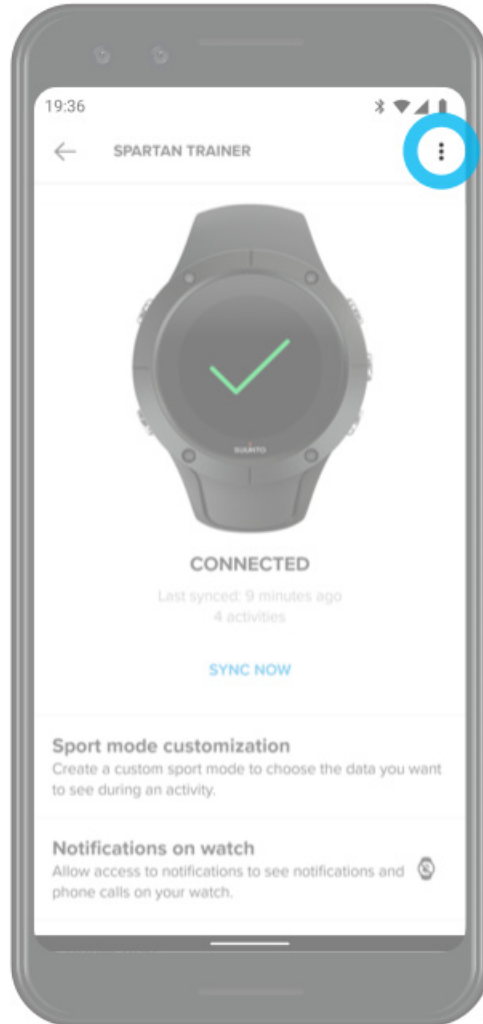 19:36
SPARTAN TRAINER
SUUNTO
CONNECTED
Last synced: 9 minutes ago
4 activities
SYNC NOW
Sport mode customization
Create a custom sport mode to choose the data you want
to see during an activity.
Notifications on watch
Allow access to notifications to see notifications and
phone calls on your watch.